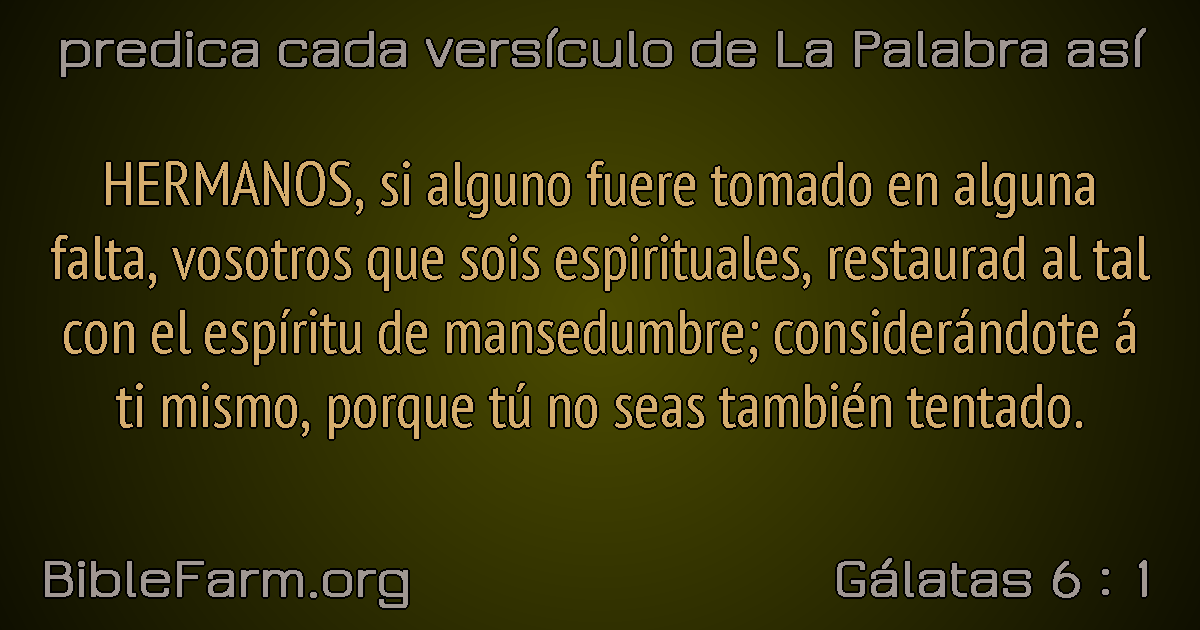 predica cada versículo de La Palabra así
HERMANOS, si alguno fuere tomado en alguna
falta, vosotros que sois espirituales, restaurad al tal
con el espíritu de mansedumbre; considerándote á
ti mismo, porque tú no seas también tentado.
BibleFarm.org
Gálatas 6 : 1